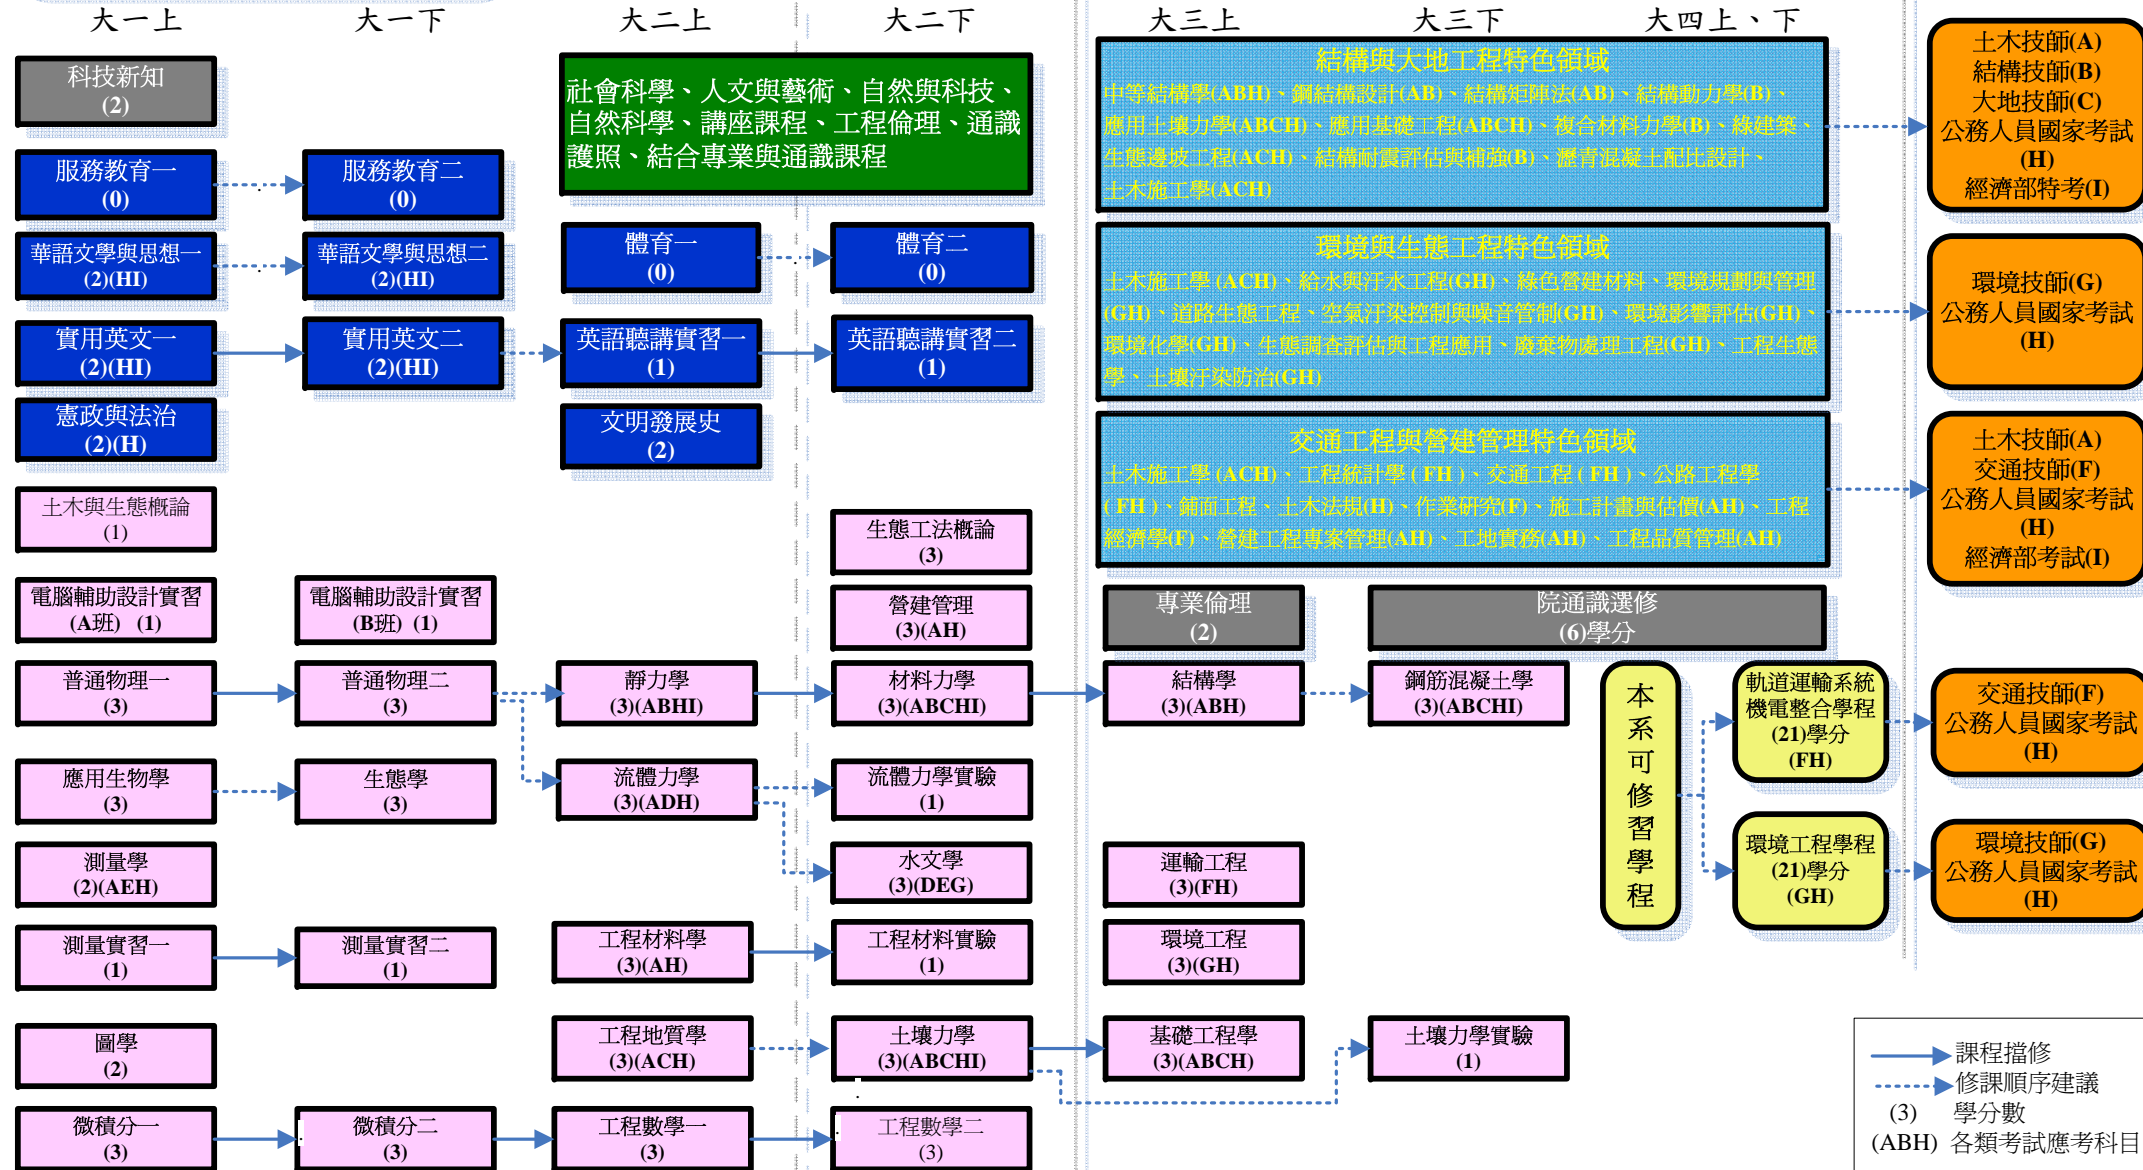 大一上
大一下
大二上
大二下
大三上
大三下
大四上、下
科技新知
(2)
服務教育一
(0)
服務教育二
(0)
華語文學與思想一
(2)(HI)
華語文學與思想二
(2)(HI)
實用英文一
(2)(HI)
實用英文二
(2)(HI)
憲政與法治
(2)(H)
社會科學、人文與藝術、自然與科技、
自然科學、講座課程、工程倫理、通識
護照、結合專業與通識課程
體育一
(0)
體育二
(0)
英語聽講實習一
(1)
英語聽講實習二
(1)
文明發展史
(2)
結構與大地工程特色領域
中等結構學(ABH)、鋼結構設計(AB)、結構矩陣法(AB)、結構動力學(B)、
應用土壤力學(ABCH)、應用基礎工程(ABCH)、複合材料力學(B)、綠建築、
生態邊坡工程(ACH)、結構耐震評估與補強(B)、瀝青混凝土配比設計、
土木施工學(ACH)
土木技師(A)
結構技師(B)
大地技師(C)
公務人員國家考試
(H)
經濟部特考(I)
環境與生態工程特色領域
土木施工學 (ACH)、給水與汙水工程(GH)、綠色營建材料、環境規劃與管理
(GH)、道路生態工程、空氣汙染控制與噪音管制(GH)、環境影響評估(GH)、
環境化學(GH)、生態調查評估與工程應用、廢棄物處理工程(GH)、工程生態
學、土壤汙染防治(GH)
環境技師(G)
公務人員國家考試
(H)
交通工程與營建管理特色領域
土木施工學 (ACH)、工程統計學 ( FH )、交通工程 ( FH )、公路工程學
( FH )、鋪面工程、土木法規(H)、作業研究(F)、施工計畫與估價(AH)、工程
經濟學(F)、營建工程專案管理(AH)、工地實務(AH)、工程品質管理(AH)
土木技師(A)
交通技師(F)
公務人員國家考試
(H)
經濟部考試(I)
土木與生態概論
(1)
生態工法概論
(3)
電腦輔助設計實習
(A班) (1)
電腦輔助設計實習
(B班) (1)
營建管理
(3)(AH)
專業倫理
(2)
院通識選修
(6)學分
普通物理一
(3)
普通物理二
(3)
靜力學
(3)(ABHI)
材料力學
(3)(ABCHI)
結構學
(3)(ABH)
鋼筋混凝土學
(3)(ABCHI)
本
系
可
修
習
學
程
軌道運輸系統
機電整合學程
(21)學分
(FH)
交通技師(F)
公務人員國家考試
(H)
應用生物學
(3)
生態學
(3)
流體力學
(3)(ADH)
流體力學實驗
(1)
測量學
(2)(AEH)
水文學
(3)(DEG)
運輸工程
(3)(FH)
環境工程學程
(21)學分
(GH)
環境技師(G)
公務人員國家考試
(H)
測量實習一
(1)
測量實習二
(1)
工程材料學
(3)(AH)
工程材料實驗
(1)
環境工程
(3)(GH)
圖學
(2)
工程地質學
(3)(ACH)
土壤力學
(3)(ABCHI)
基礎工程學
(3)(ABCH)
土壤力學實驗
(1)
微積分一
(3)
微積分二
(3)
工程數學一
(3)
工程數學二
(3)
課程擋修
修課順序建議
(3) 學分數
(ABH) 各類考試應考科目